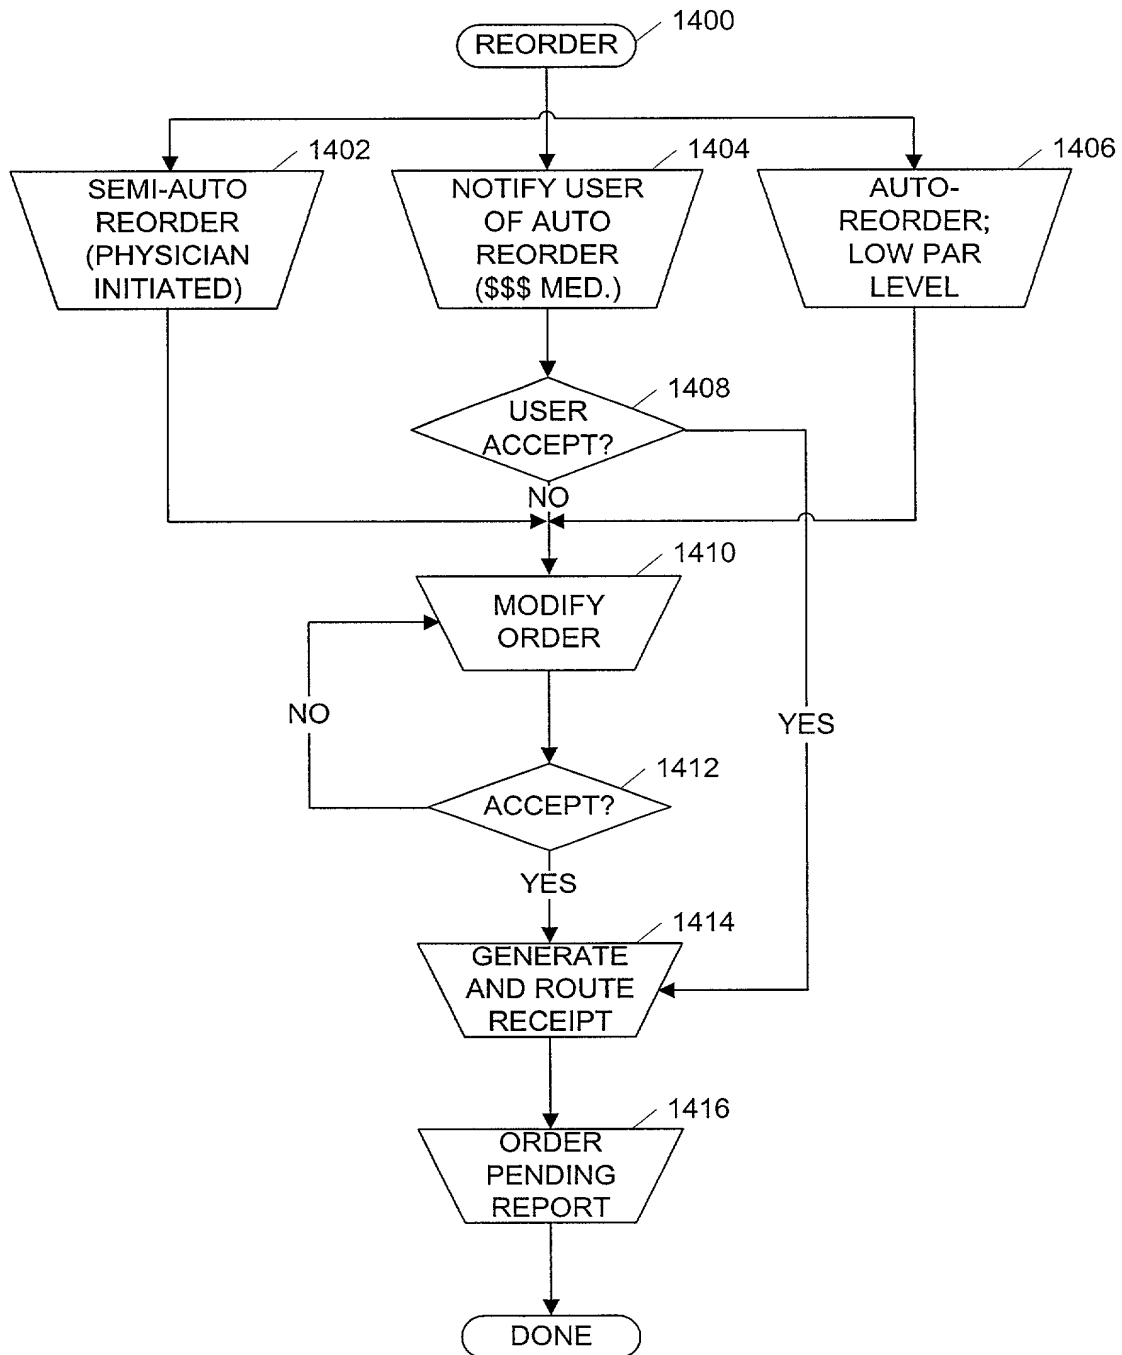 REORDER
1400
1402
SEMI-AUTO
REORDER
(PHYSICIAN
INITIATED)
1404
NOTIFY USER
OF AUTO
REORDER
($$$ MED.)
1406
AUTO-
REORDER;
LOW PAR
LEVEL
1408
USER
ACCEPT?
NO
1410
MODIFY
ORDER
NO
YES
1412
ACCEPT?
YES
1414
GENERATE
AND ROUTE
RECEIPT
1416
ORDER
PENDING
REPORT
DONE